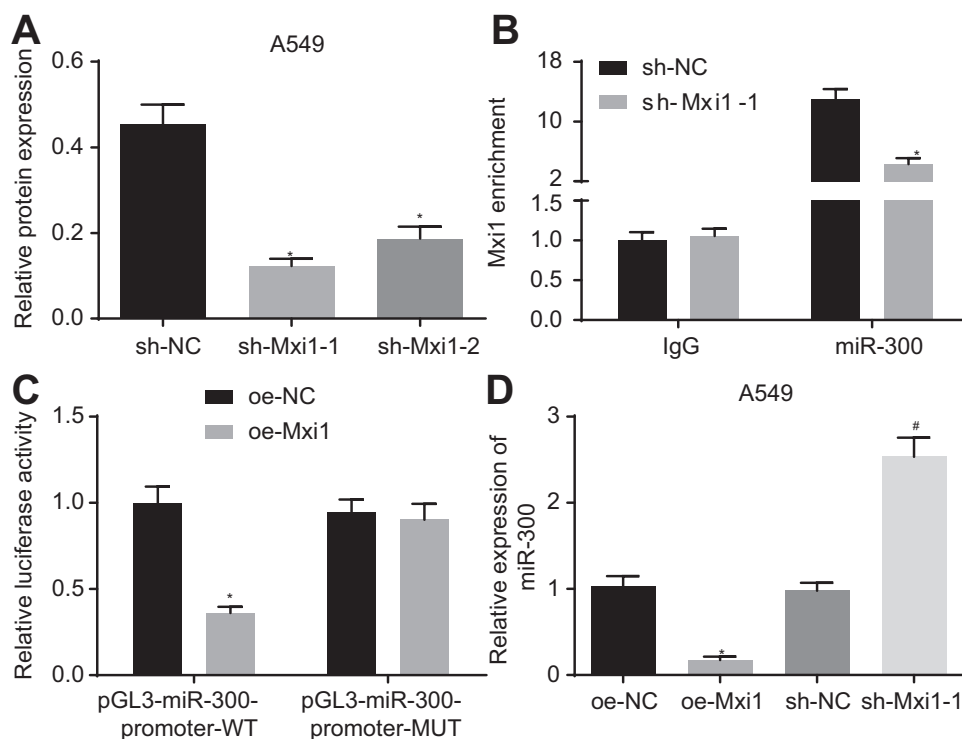 A
A549
Relative protein expression
0.6
0.4
0.2
0.0
*
*
sh-NC
sh-Mxi1-1
sh-Mxi1-2
B
sh-NC
sh-Mxi1-1
Mxi1 enrichment
18
10
2
1.5
1.0
0.5
0.0
*
IgG
miR-300
C
oe-NC
oe-Mxi1
Relative luciferase activity
1.5
1.0
0.5
0.0
*
pGL3-miR-300-
promoter-WT
pGL3-miR-300-
promoter-MUT
D
A549
Relative expression of
miR-300
3
2
1
0
*
#
oe-NC
oe-Mxi1
sh-NC
sh-Mxi1-1